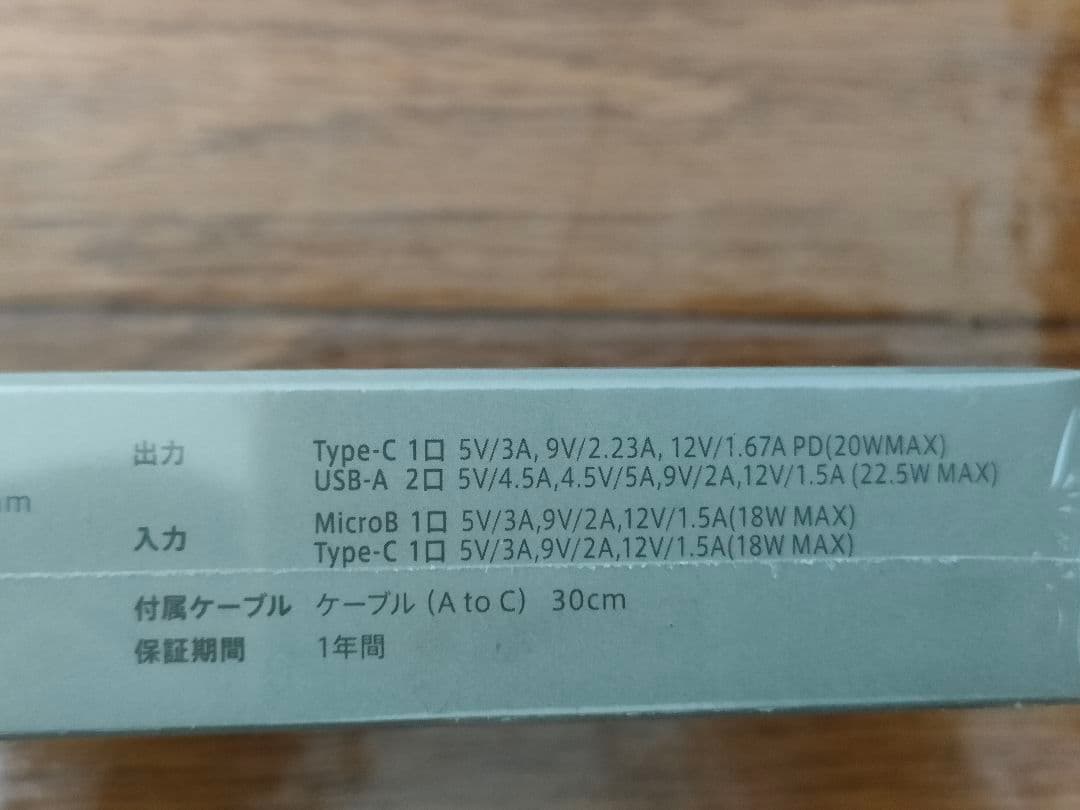 出力 Type-C 1口 5V/3A, 9V/2.23A, 12V/1.67A PD(20WMAX)
USB-A 2口 5V/4.5A,4.5V/5A,9V/2A,12V/1.5A (22.5W MAX)
mm
入力 MicroB 1口 5V/3A,9V/2A,12V/1.5A(18W MAX)
Type-C 1口 5V/3A,9V/2A,12V/1.5A(18W MAX)
付属ケーブル ケーブル (A to C) 30cm
保証期間 1年間